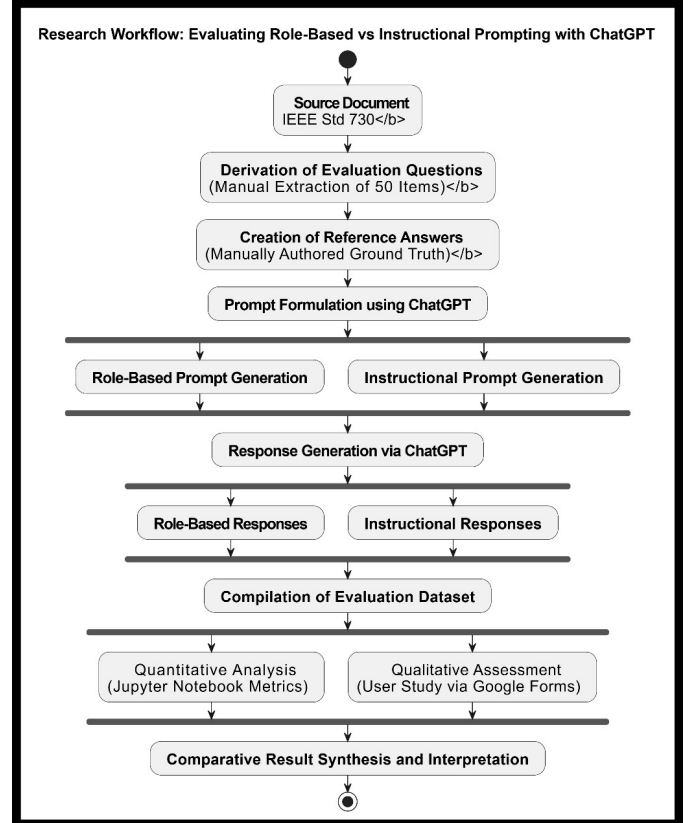 Research Workflow: Evaluating Role-Based vs Instructional Prompting with ChatGPT
Source Document
IEEE Std 730</b>
Derivation of Evaluation Questions
(Manual Extraction of 50 Items)</b>
Creation of Reference Answers
(Manually Authored Ground Truth)</b>
Prompt Formulation using ChatGPT
Role-Based Prompt Generation
Instructional Prompt Generation
Response Generation via ChatGPT
Role-Based Responses
Instructional Responses
Compilation of Evaluation Dataset
Quantitative Analysis
(Jupyter Notebook Metrics)
Qualitative Assessment
(User Study via Google Forms)
Comparative Result Synthesis and Interpretation